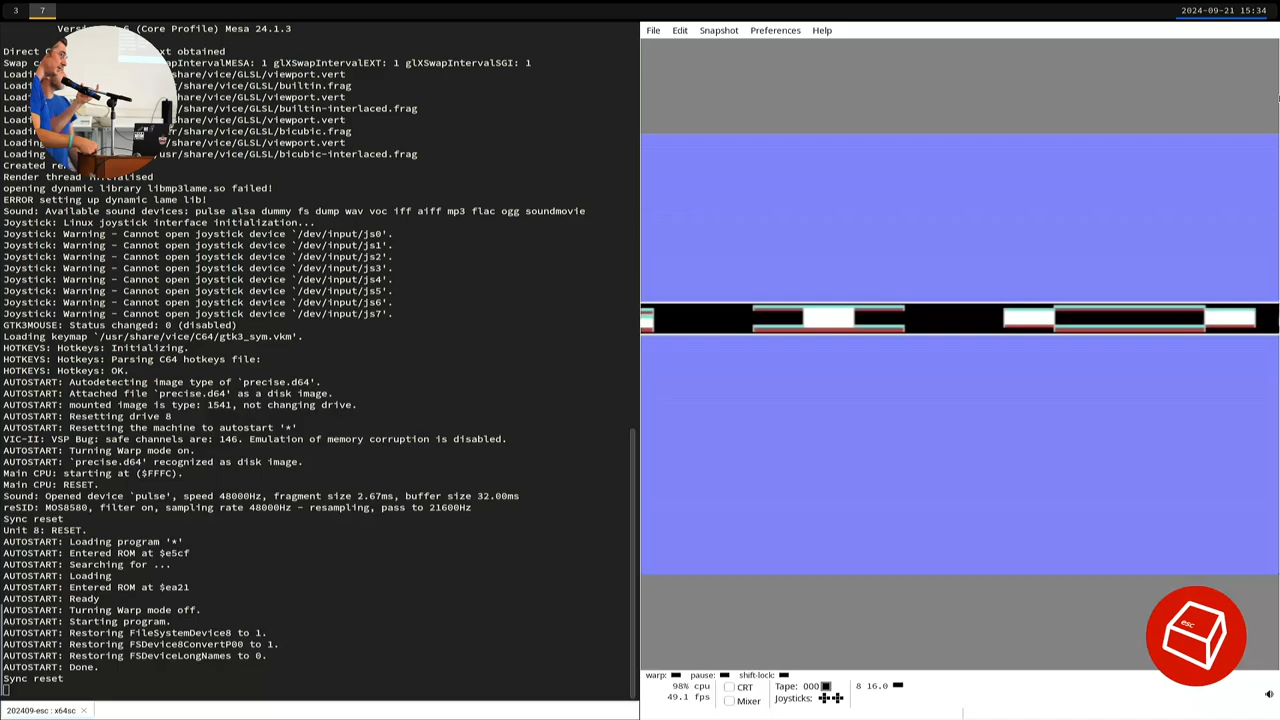 3 7 2024-09-21 15:34
(Core Profile) Mesa 24.1.3
File Edit Snapshot Preferences Help
obtained
glXSwapIntervalEXT: 1 glXSwapIntervalSGI: 1
share/vice/GLSL/viewport.vert
share/vice/GLSL/builtin.frag
share/vice/GLSL/viewport.vert
share/vice/GLSL/builtin-interlaced.frag
share/vice/GLSL/viewport.vert
share/vice/GLSL/bicubic.frag
share/vice/GLSL/viewport.vert
Loading /usr/share/vice/GLSL/bicubic-interlaced.frag
Created
Render thread initialised
opening dynamic library libmp3lame.so failed!
ERROR setting up dynamic lame lib!
Sound: Available sound devices: pulse alsa dummy fs dump wav voc iff aiff mp3 flac ogg soundmovie
Joystick: Linux joystick interface initialization...
Joystick: Warning - Cannot open joystick device `/dev/input/js0'.
Joystick: Warning - Cannot open joystick device `/dev/input/js1'.
Joystick: Warning - Cannot open joystick device `/dev/input/js2'.
Joystick: Warning - Cannot open joystick device `/dev/input/js3'.
Joystick: Warning - Cannot open joystick device `/dev/input/js4'.
Joystick: Warning - Cannot open joystick device `/dev/input/js5'.
Joystick: Warning - Cannot open joystick device `/dev/input/js6'.
Joystick: Warning - Cannot open joystick device `/dev/input/js7'.
GTK3MOUSE: Status changed: 0 (disabled)
Loading keymap `/usr/share/vice/C64/gtk3_sym.vkm'.
HOTKEYS: Hotkeys: Initializing.
HOTKEYS: Hotkeys: Parsing C64 hotkeys file:
HOTKEYS: Hotkeys: OK.
AUTOSTART: Autodetecting image type of `precise.d64'.
AUTOSTART: Attached file `precise.d64' as a disk image.
AUTOSTART: mounted image is type: 1541, not changing drive.
AUTOSTART: Resetting drive 8
AUTOSTART: Resetting the machine to autostart '*'
VIC-II: VSP Bug: safe channels are: 146. Emulation of memory corruption is disabled.
AUTOSTART: Turning Warp mode on.
AUTOSTART: `precise.d64' recognized as disk image.
Main CPU: starting at ($FFFC).
Main CPU: RESET.
Sound: Opened device `pulse', speed 48000Hz, fragment size 2.67ms, buffer size 32.00ms
reSID: MOS8580, filter on, sampling rate 48000Hz - resampling, pass to 21600Hz
Sync reset
Unit 8: RESET.
AUTOSTART: Loading program '*'
AUTOSTART: Entered ROM at $e5cf
AUTOSTART: Searching for ...
AUTOSTART: Loading
AUTOSTART: Entered ROM at $ea21
AUTOSTART: Ready
AUTOSTART: Turning Warp mode off.
AUTOSTART: Starting program.
AUTOSTART: Restoring FileSystemDevice8 to 1.
AUTOSTART: Restoring FSDevice8ConvertP00 to 1.
AUTOSTART: Restoring FSDeviceLongNames to 0.
AUTOSTART: Done.
Sync reset
esc
warp: pause: shift-lock:
98% cpu CRT Tape: 000 8 16.0
49.1 fps Mixer Joysticks:
202409-esc : x64sc ×